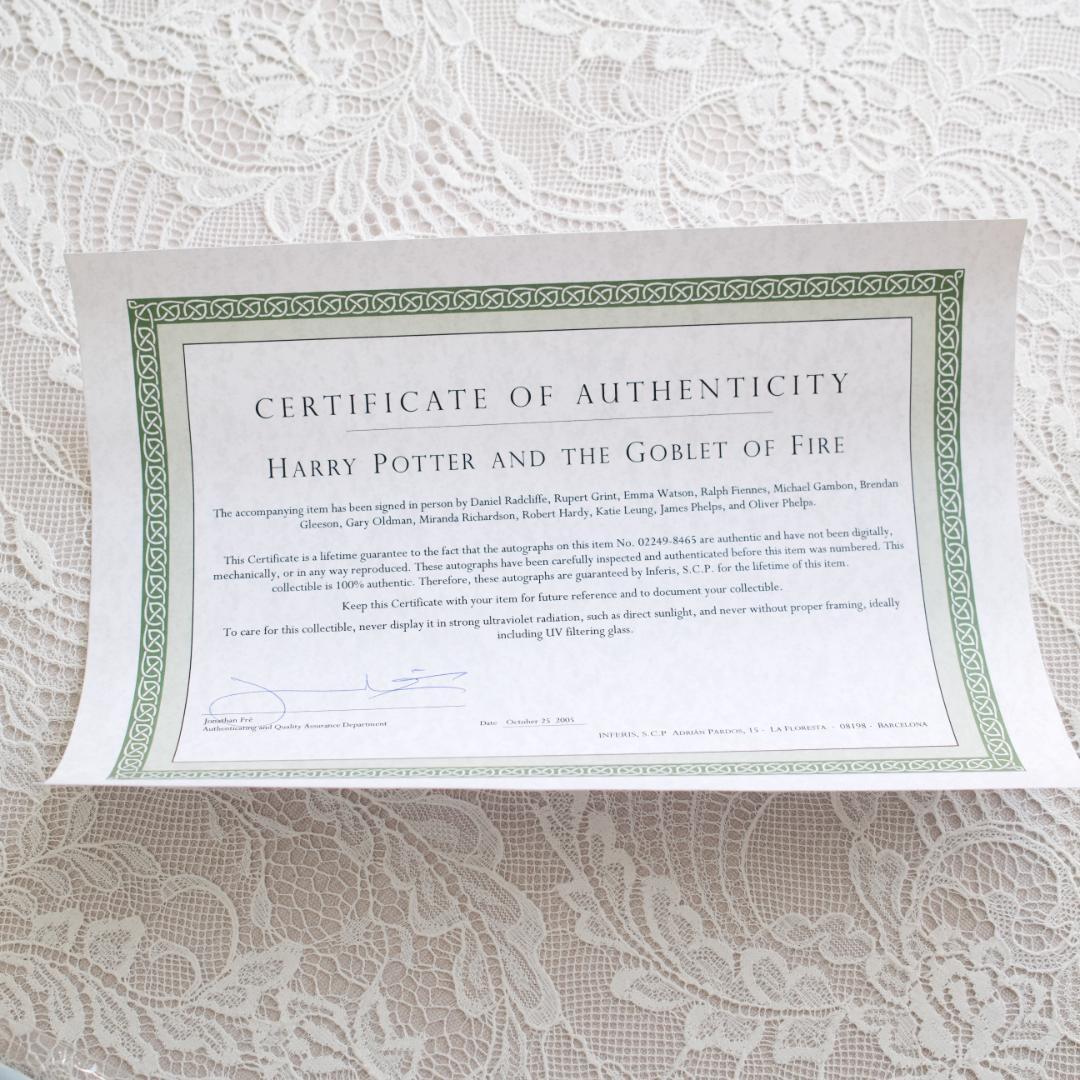 CERTIFICATE OF AUTHENTICITY
HARRY POTTER AND THE GOBLET OF FIRE
The accompanying item has been signed in person by Daniel Radcliffe, Rupert Grint, Emma Watson, Ralph Fiennes, Michael Gambon, Brendan
Gleeson, Gary Oldman, Miranda Richardson, Robert Hardy, Katie Leung, James Phelps, and Oliver Phelps.
This Certificate is a lifetime guarantee to the fact that the autographs on this item No. 02249-8465 are authentic and have not been digitally,
mechanically, or in any way reproduced. These autographs have been carefully inspected and authenticated before this item was numbered. This
collectible is 100% authentic. Therefore, these autographs are guaranteed by Inferis, S.C.P. for the lifetime of this item.
Keep this Certificate with your item for future reference and to document your collectible.
To care for this collectible, never display it in strong ultraviolet radiation, such as direct sunlight, and never without proper framing, ideally
including UV filtering glass.
Jonathan Fré
Authenticating and Quality Assurance Department
Date October 25 2005
INFERIS, S.C.P ADRIÁN PARDOS, 15 - LA FLORESTA - 08198 - BARCELONA